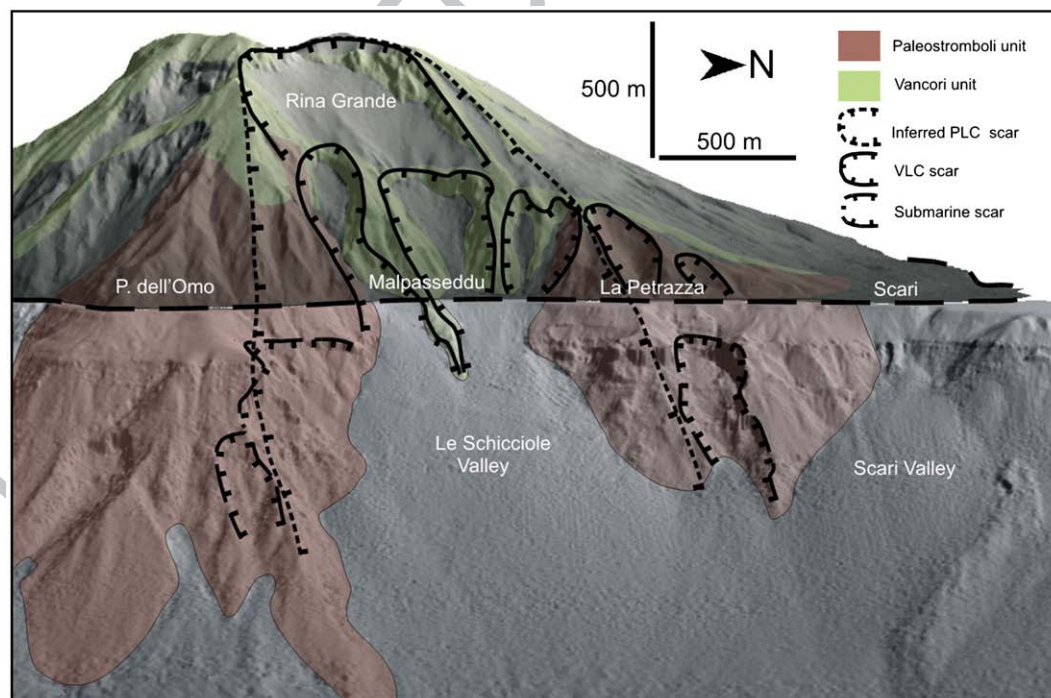 Rina Grande
500 m
N
500 m
Paleostromboli unit
Vancori unit
Inferred PLC scar
VLC scar
Submarine scar
P. dell'Omo
Malpasseddu
La Petrazza
Scari
Le Schicciole
Valley
Scari Valley